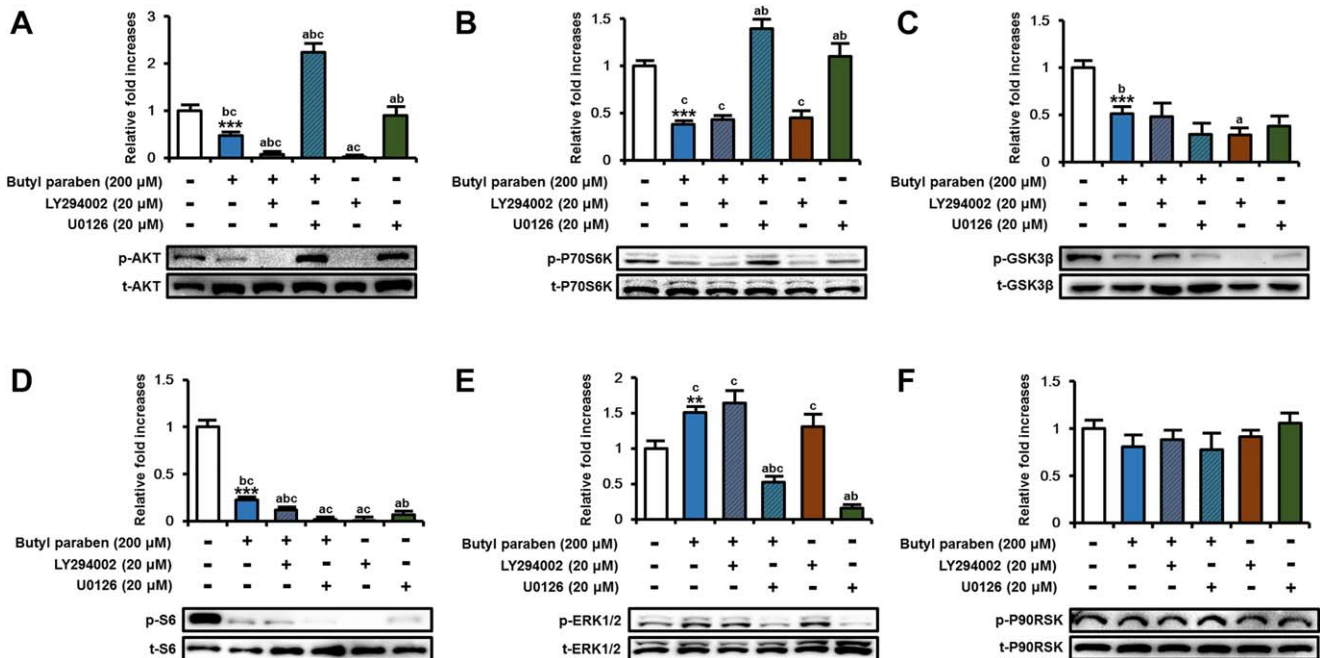 A
Relative fold increases
4
3
2
1
0
bc
***
abc
abc
ac
ab
Butyl paraben (200 µM) - + + + - -
LY294002 (20 µM) - - + - + -
U0126 (20 µM) - - - + - +
p-AKT
t-AKT
B
Relative fold increases
1.5
1
0.5
0
c
***
c
ab
c
ab
Butyl paraben (200 µM) - + + + - -
LY294002 (20 µM) - - + - + -
U0126 (20 µM) - - - + - +
p-P70S6K
t-P70S6K
C
Relative fold increases
1.5
1
0.5
0
b
***
a
Butyl paraben (200 µM) - + + + - -
LY294002 (20 µM) - - + - + -
U0126 (20 µM) - - - + - +
p-GSK3β
t-GSK3β
D
Relative fold increases
1.5
1
0.5
0
bc
***
abc
ac
ac
ab
Butyl paraben (200 µM) - + + + - -
LY294002 (20 µM) - - + - + -
U0126 (20 µM) - - - + - +
p-S6
t-S6
E
Relative fold increases
2
1.5
1
0.5
0
c
**
c
abc
c
ab
Butyl paraben (200 µM) - + + + - -
LY294002 (20 µM) - - + - + -
U0126 (20 µM) - - - + - +
p-ERK1/2
t-ERK1/2
F
Relative fold increases
1.5
1
0.5
0
Butyl paraben (200 µM) - + + + - -
LY294002 (20 µM) - - + - + -
U0126 (20 µM) - - - + - +
p-P90RSK
t-P90RSK